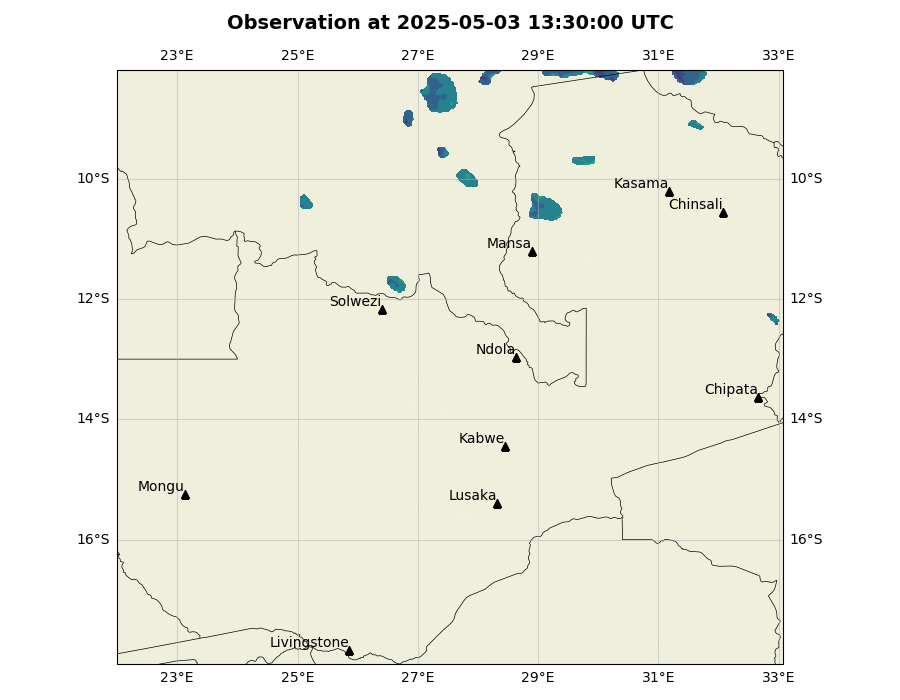 Observation at 2025-05-03 13:30:00 UTC
23°E 25°E 27°E 29°E 31°E 33°E
10°S 10°S
Kasama
Chinsali
Mansa
12°S 12°S
Solwezi
Ndola
Chipata
14°S 14°S
Kabwe
Mongu
Lusaka
16°S 16°S
Livingstone
23°E 25°E 27°E 29°E 31°E 33°E